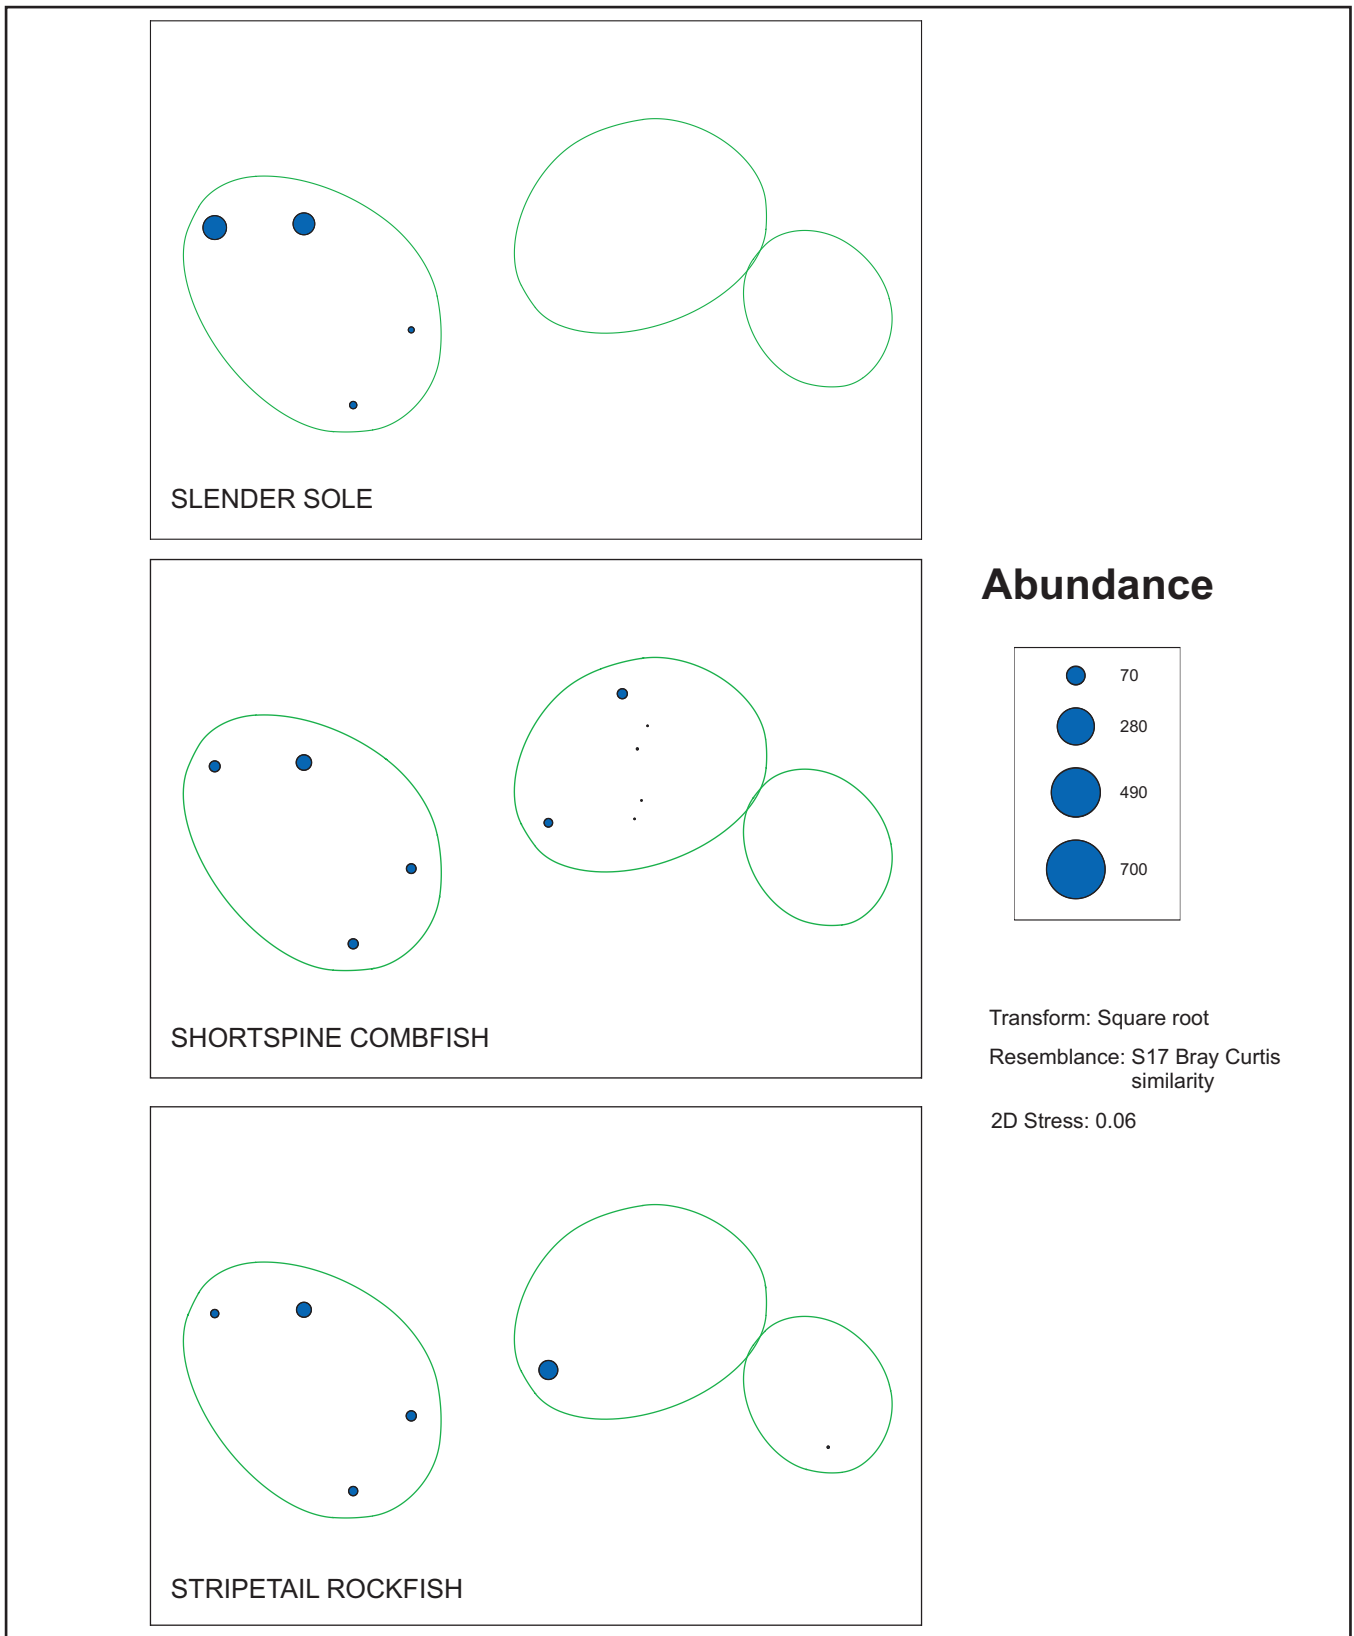 SLENDER SOLE
SHORTSPINE COMBFISH
STRIPETAIL ROCKFISH
Abundance
70
280
490
700
Transform: Square root
Resemblance: S17 Bray Curtis
similarity
2D Stress: 0.06